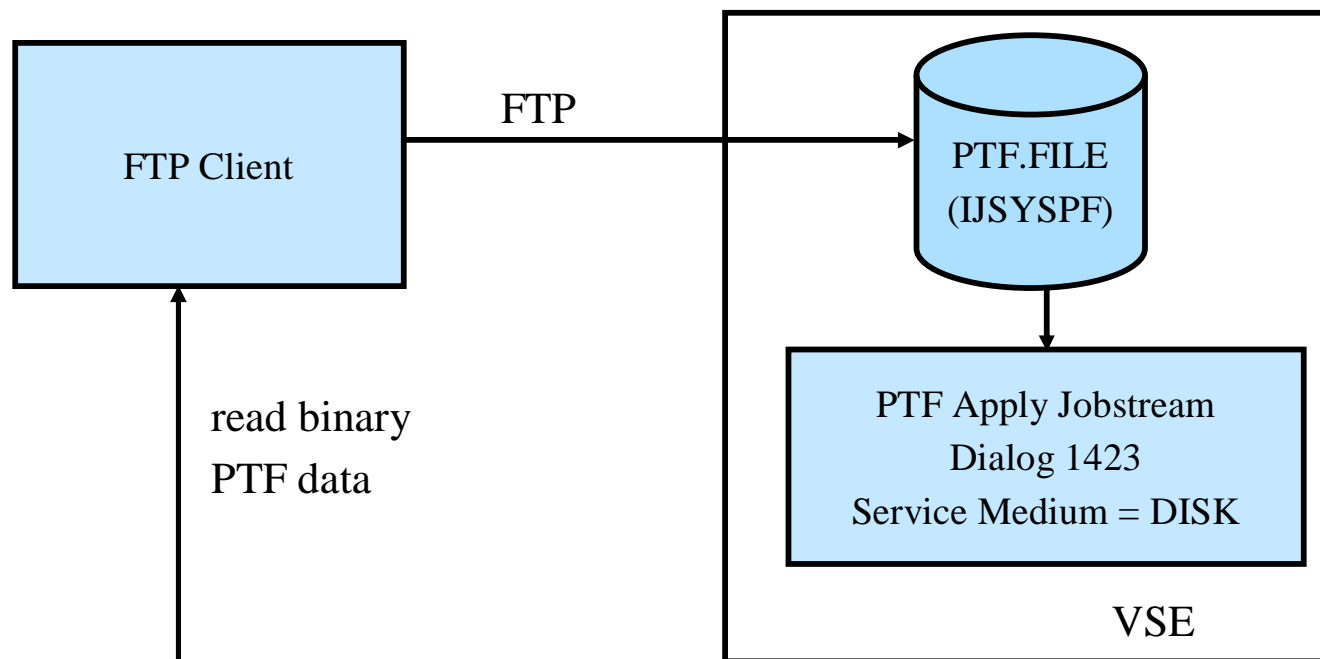 FTP Client
FTP
PTF.FILE
(IJSYSPF)
read binary
PTF data
PTF Apply Jobstream
Dialog 1423
Service Medium = DISK
VSE